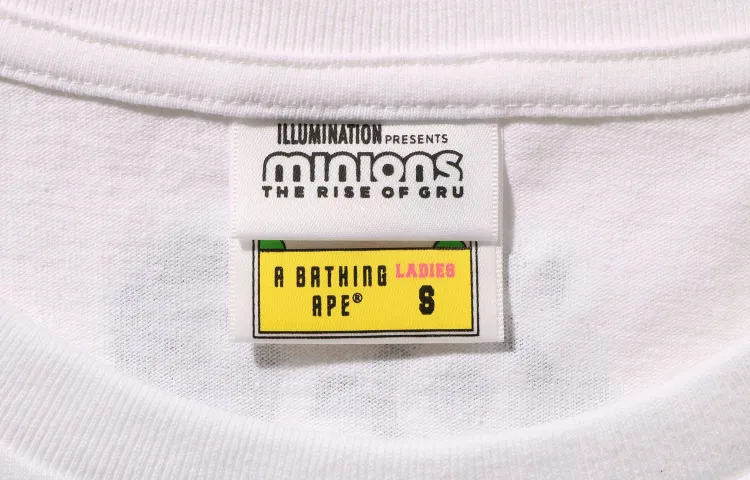 ILLUMINATION PRESENTS
minions
THE RISE OF GRU
A BATHING APE®
LADIES
S